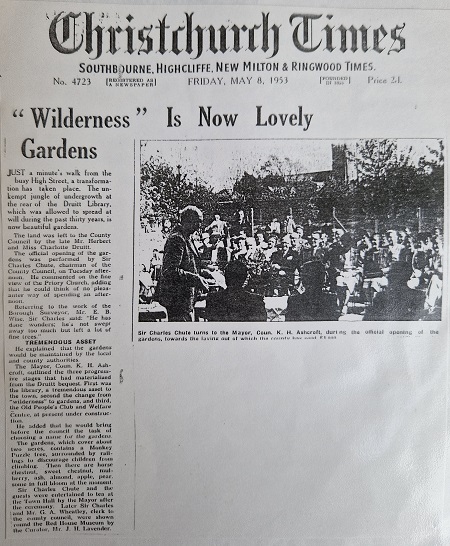 Christchurch Times
SOUTHBOURNE, HIGHCLIFFE, NEW MILTON & RINGWOOD TIMES.
No. 4723 [REGISTERED AS A NEWSPAPER] FRIDAY, MAY 8, 1953 [FOUNDED IN 1855] Price 2d.
"Wilderness" Is Now Lovely
Gardens
JUST a minute's walk from the
busy High Street, a transforma-
tion has taken place. The un-
kempt jungle of undergrowth at
the rear of the Druitt Library,
which was allowed to spread at
will during the past thirty years, is
now beautiful gardens.
The land was left to the County
Council by the late Mr. Herbert
and Miss Charlotte Druitt.
The official opening of the gar-
dens was performed by Sir
Charles Chute, chairman of the
County Council, on Tuesday after-
noon. He commented on the fine
view of the Priory Church, adding
that he could think of no pleas-
anter way of spending an after-
noon.
Referring to the work of the
Borough Surveyor, Mr. E. B.
Wise, Sir Charles said: "He has
done wonders; he's not swept
away too much but left a lot of
fine trees."
TREMENDOUS ASSET
He explained that the gardens
would be maintained by the local
and county authorities.
The Mayor, Coun. K. H. Ash-
croft, outlined the three progres-
sive stages that had materialised
from the Druitt bequest. First was
the library, a tremendous asset to
the town, second the change from
"wilderness" to gardens, and third,
the Old People's Club and Welfare
Centre, at present under construc-
tion.
He added that he would bring
before the council the task of
choosing a name for the gardens.
The gardens, which cover about
two acres, contain a Monkey
Puzzle tree, surrounded by rail-
ings to discourage children from
climbing. Then there are horse
chestnut, sweet chestnut, mul-
berry, ash, almond, apple, pear,
some in full bloom at the moment.
Sir Charles Chute and the
guests were entertained to tea at
the Town Hall by the Mayor after
the ceremony. Later Sir Charles
and Mr. G. A. Wheatley, clerk to
the county council, were shown
round the Red House Museum by
the Curator, Mr. J. H. Lavender.
Sir Charles Chute turns to the Mayor, Coun. K. H. Ashcroft, during the official opening of the
gardens, towards the laying out of which the county has